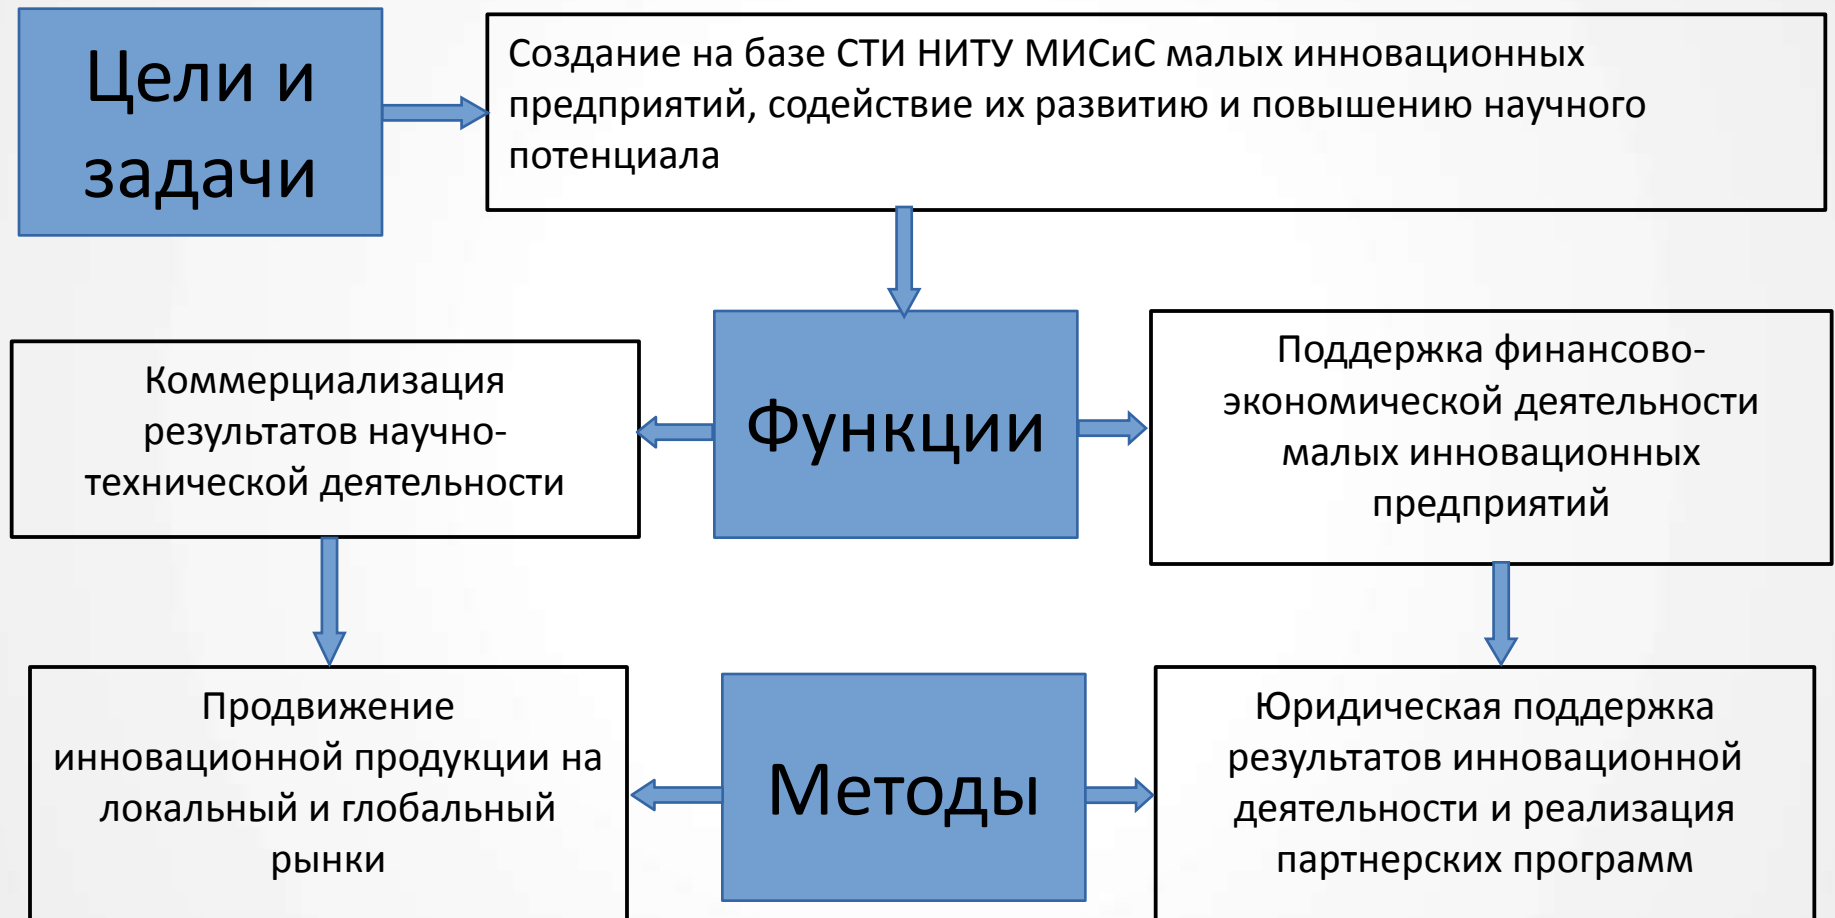 Цели и
задачи
Создание на базе СТИ НИТУ МИСиС малых инновационных
предприятий, содействие их развитию и повышению научного
потенциала
Коммерциализация
результатов научно-
технической деятельности
Функции
Поддержка финансово-
экономической деятельности
малых инновационных
предприятий
Продвижение
инновационной продукции на
локальный и глобальный
рынки
Методы
Юридическая поддержка
результатов инновационной
деятельности и реализация
партнерских программ